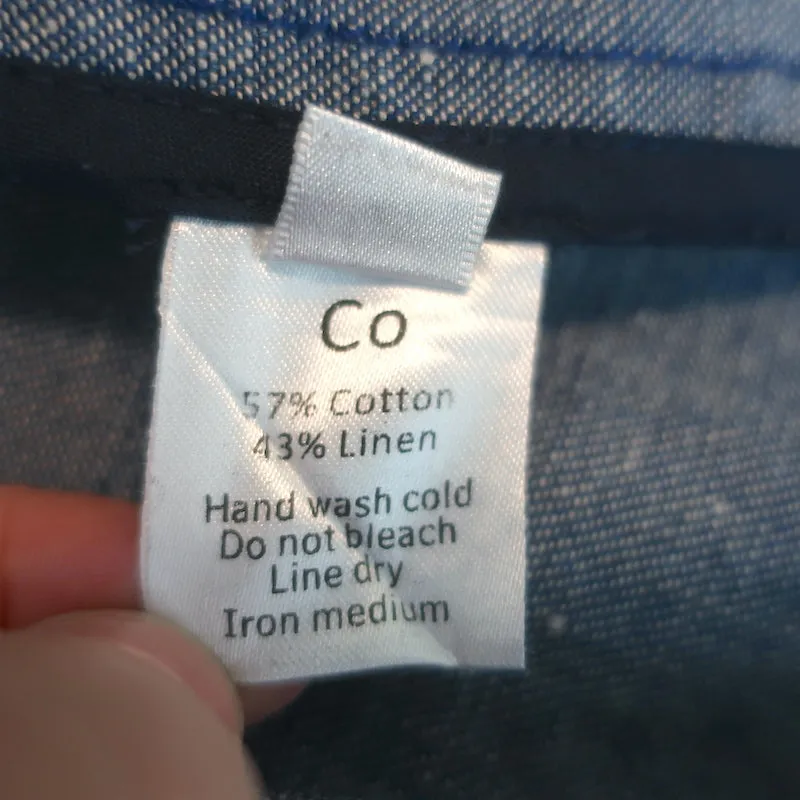 Co
57% Cotton
43% Linen
Hand wash cold
Do not bleach
Line dry
Iron medium